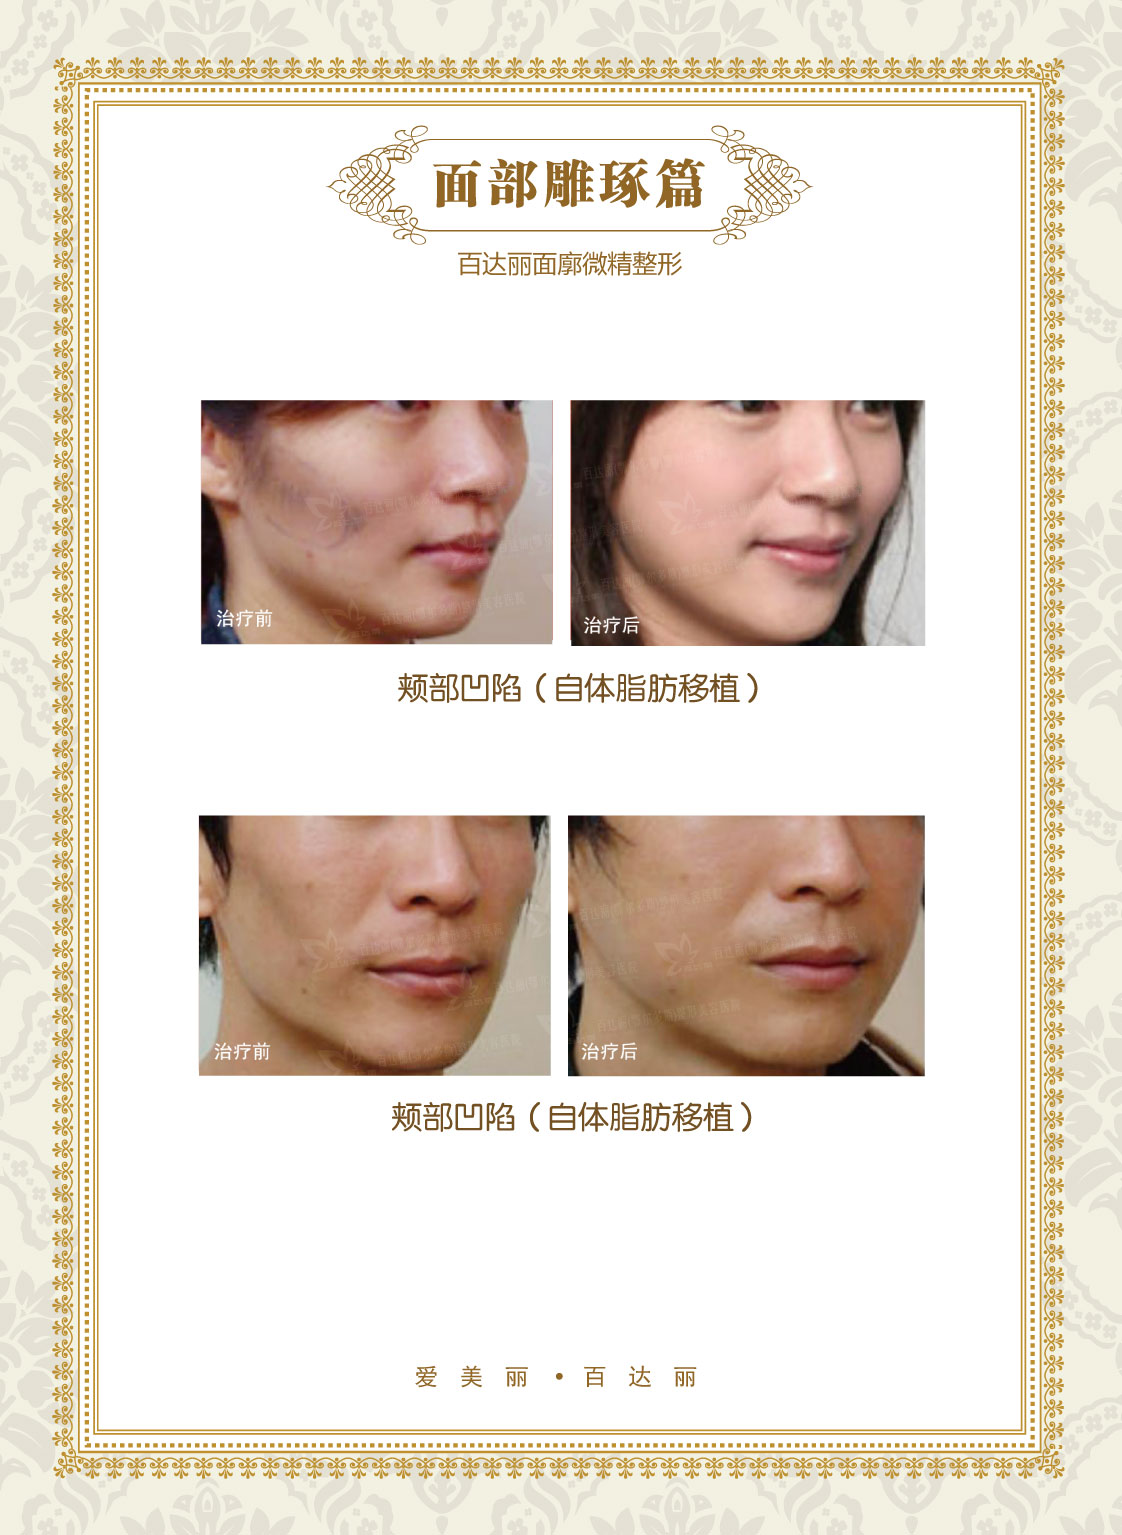 面部雕琢篇
百达丽面廓微精整形
治疗前
治疗后
颊部凹陷（自体脂肪移植）
治疗前
治疗后
颊部凹陷（自体脂肪移植）
爱美丽·百达丽